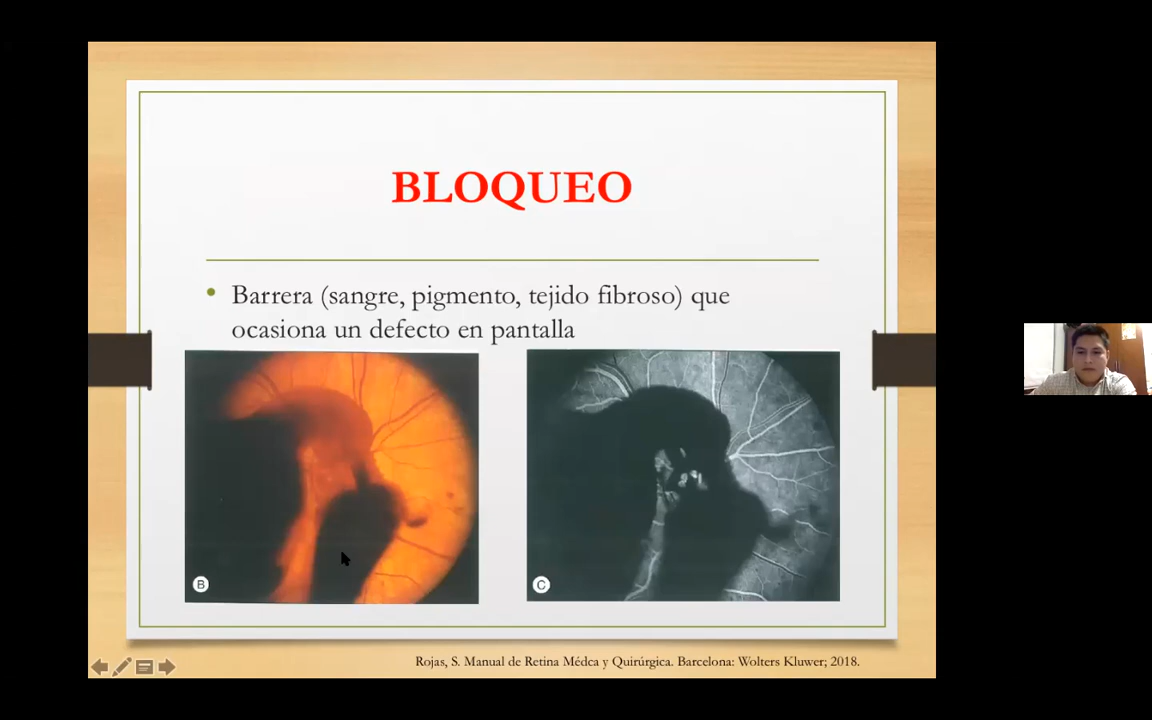 BLOQUEO
• Barrera (sangre, pigmento, tejido fibroso) que
ocasiona un defecto en pantalla
B
C
Rojas, S. Manual de Retina Médca y Quirúrgica. Barcelona: Wolters Kluwer; 2018.